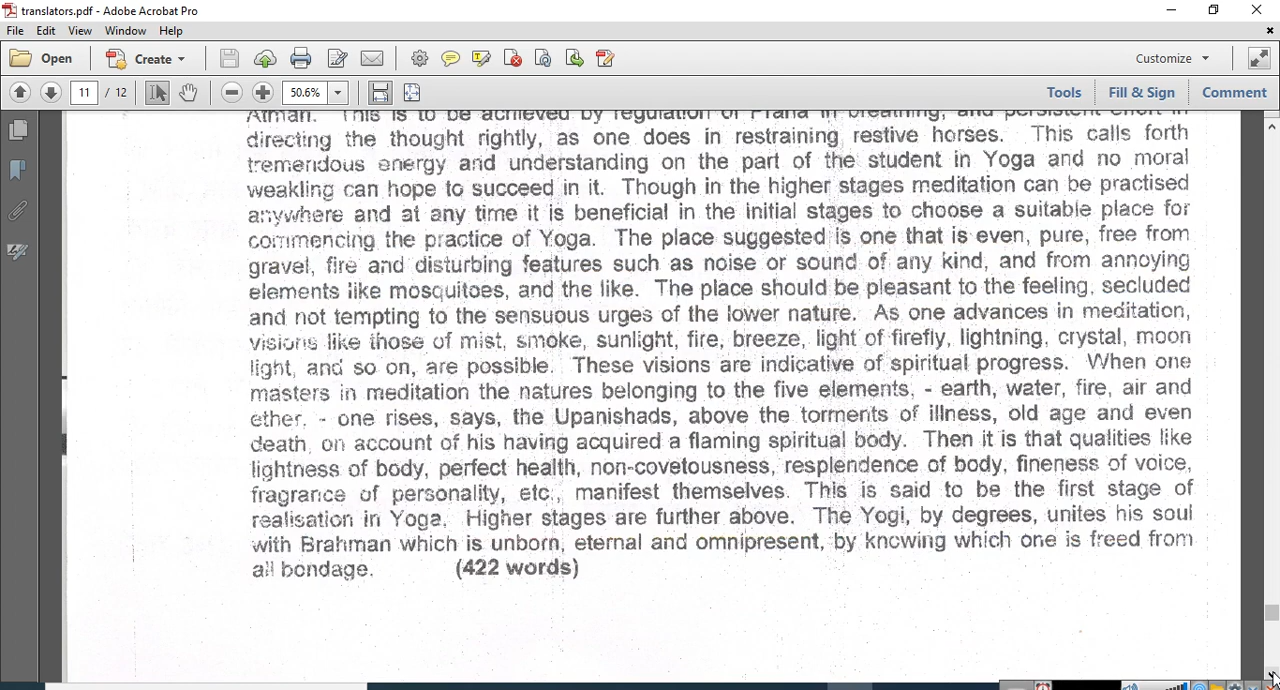 translators.pdf - Adobe Acrobat Pro
File Edit View Window Help
Open Create Customize
11 / 12 50.6% Tools Fill & Sign Comment
Atman. This is to be achieved by regulation of Prana in breathing, and persistent effort in
directing the thought rightly, as one does in restraining restive horses. This calls forth
tremendous energy and understanding on the part of the student in Yoga and no moral
weakling can hope to succeed in it. Though in the higher stages meditation can be practised
anywhere and at any time it is beneficial in the initial stages to choose a suitable place for
commencing the practice of Yoga. The place suggested is one that is even, pure, free from
gravel, fire and disturbing features such as noise or sound of any kind, and from annoying
elements like mosquitoes, and the like. The place should be pleasant to the feeling, secluded
and not tempting to the sensuous urges of the lower nature. As one advances in meditation,
visions like those of mist, smoke, sunlight, fire, breeze, light of firefly, lightning, crystal, moon
light, and so on, are possible. These visions are indicative of spiritual progress. When one
masters in meditation the natures belonging to the five elements, - earth, water, fire, air and
ether, - one rises, says, the Upanishads, above the torments of illness, old age and even
death, on account of his having acquired a flaming spiritual body. Then it is that qualities like
lightness of body, perfect health, non-covetousness, resplendence of body, fineness of voice,
fragrance of personality, etc., manifest themselves. This is said to be the first stage of
realisation in Yoga. Higher stages are further above. The Yogi, by degrees, unites his soul
with Brahman which is unborn, eternal and omnipresent, by knowing which one is freed from
all bondage. (422 words)